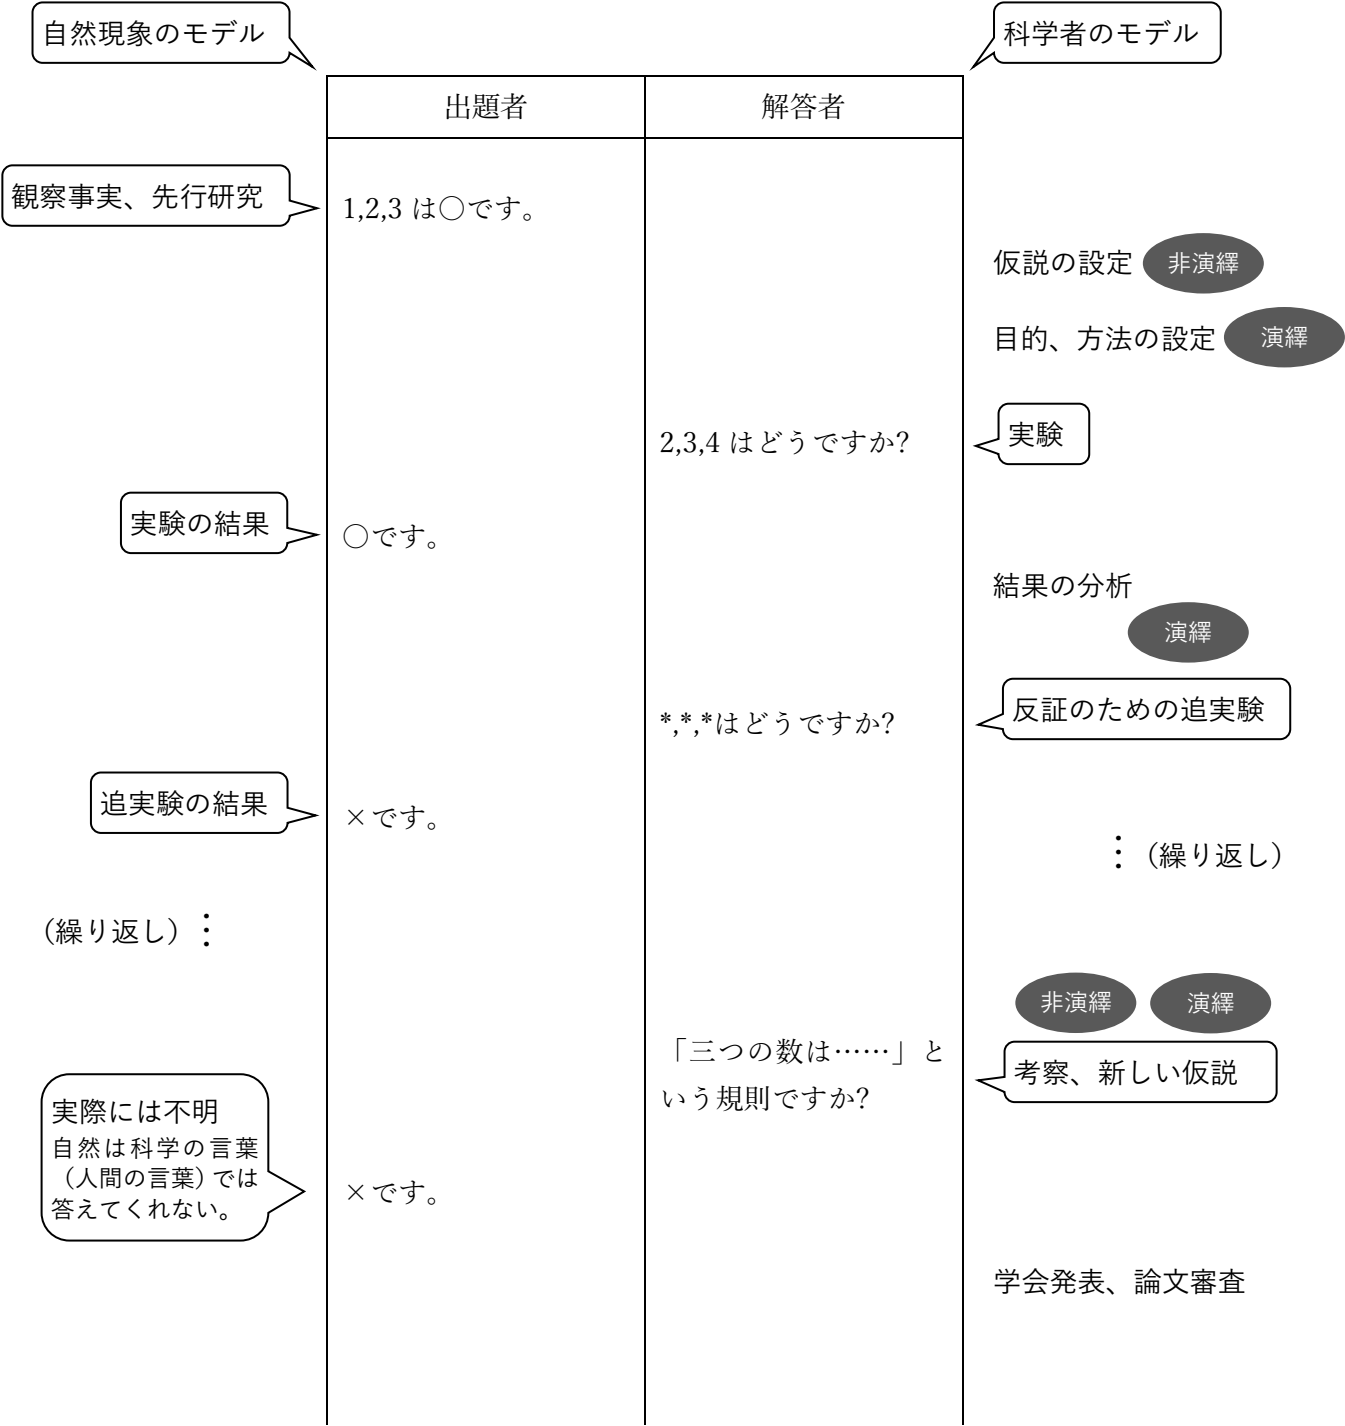 自然現象のモデル
科学者のモデル
出題者
解答者
観察事実、先行研究
1,2,3 は〇です。
仮説の設定
非演繹
目的、方法の設定
演繹
2,3,4 はどうですか?
実験
実験の結果
〇です。
結果の分析
演繹
*,*,*はどうですか?
反証のための追実験
追実験の結果
×です。
⋮（繰り返し）
（繰り返し）⋮
非演繹
演繹
「三つの数は……」と
いう規則ですか?
考察、新しい仮説
実際には不明
自然は科学の言葉
（人間の言葉）では
答えてくれない。
×です。
学会発表、論文審査